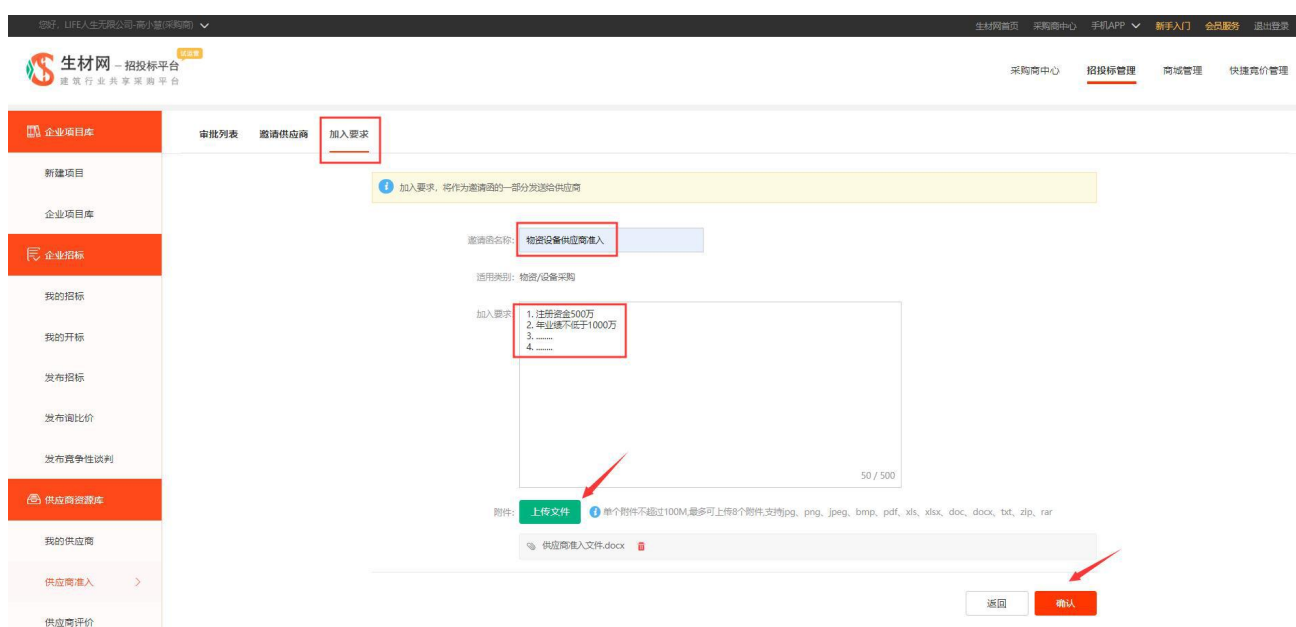 您好，LIFE人生无限公司-高小慧(采购商)
生材网首页 采购商中心 手机APP 新手入门 会员服务 退出登录
生材网 – 招投标平台 试运营
建筑行业共享采购平台
采购商中心 招投标管理 商城管理 快捷竞价管理
企业项目库
新建项目
企业项目库
企业招标
我的招标
我的开标
发布招标
发布询比价
发布竞争性谈判
供应商资源库
我的供应商
供应商准入
供应商评价
审批列表 邀请供应商 加入要求
加入要求，将作为邀请函的一部分发送给供应商
邀请函名称: 物资设备供应商准入
适用类别: 物资/设备采购
加入要求: 1. 注册资金500万
2. 年业绩不低于1000万
3. ........
4. ........
50 / 500
附件: 上传文件 单个附件不超过100M,最多可上传8个附件,支持jpg、png、jpeg、bmp、pdf、xls、xlsx、doc、docx、txt、zip、rar
供应商准入文件.docx
返回 确认